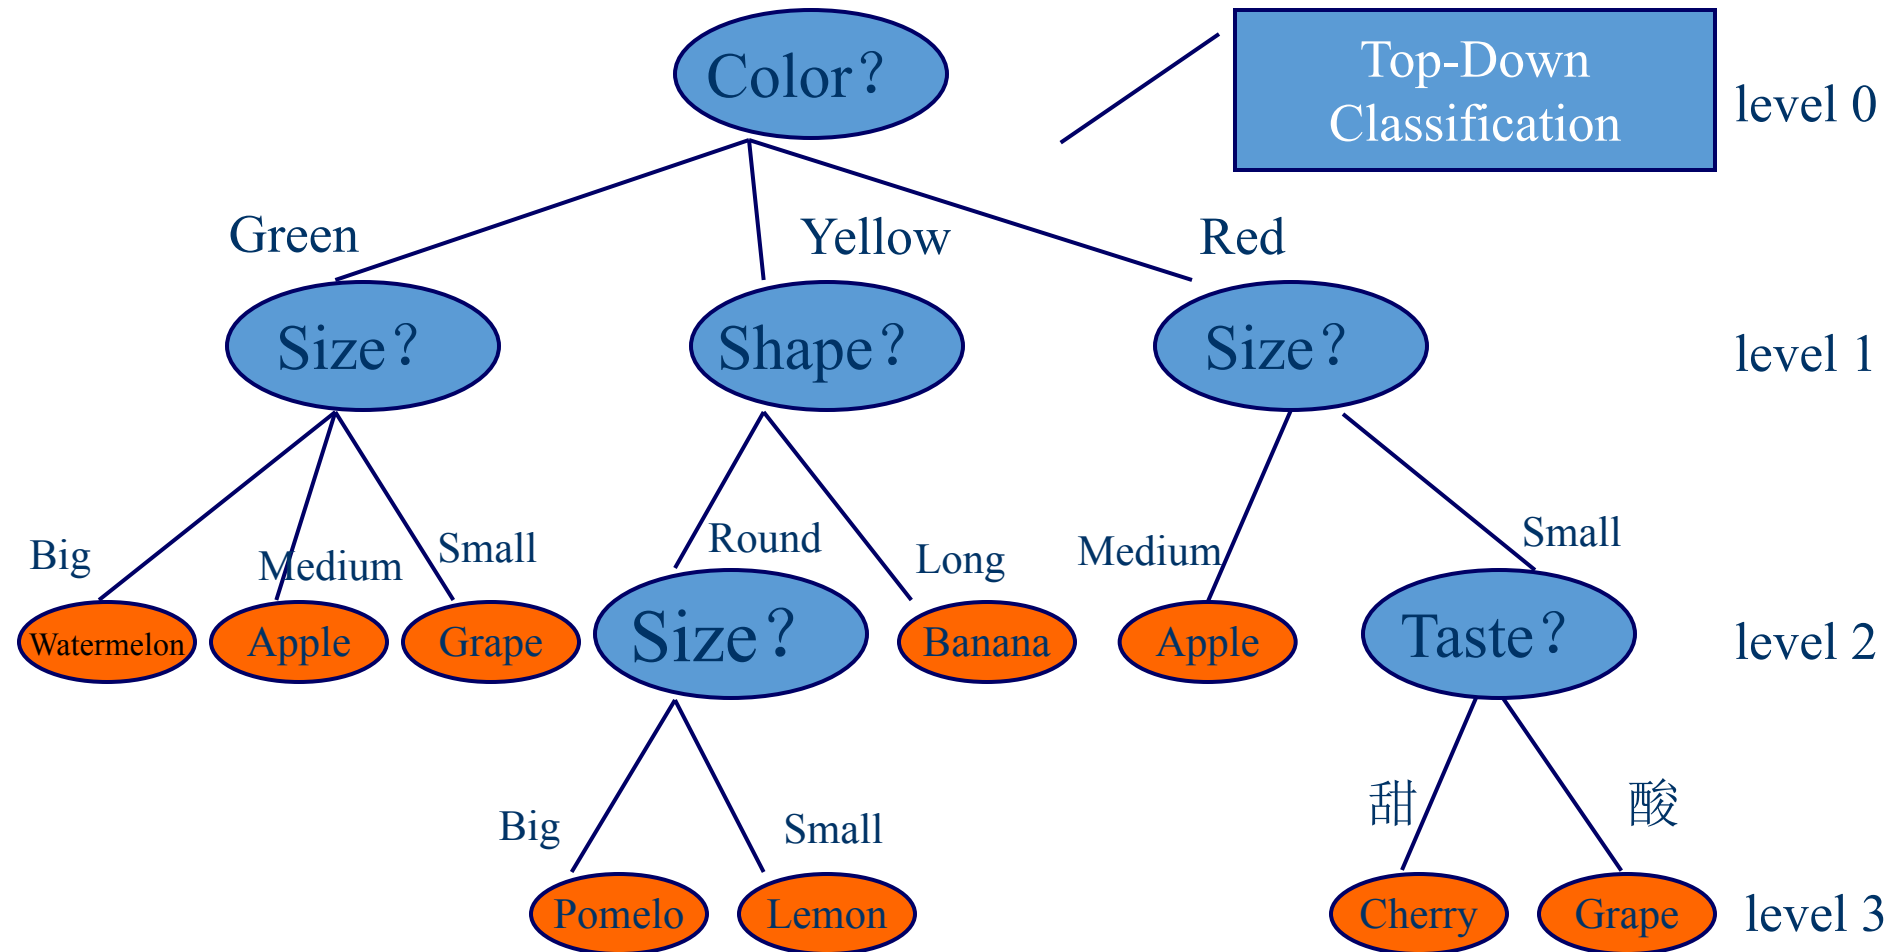 Color？
Top-Down
Classification
level 0
Green
Yellow
Red
Size？
Shape？
Size？
level 1
Big
Medium
Small
Round
Long
Medium
Small
Watermelon
Apple
Grape
Size？
Banana
Apple
Taste？
level 2
Big
Small
甜
酸
Pomelo
Lemon
Cherry
Grape
level 3